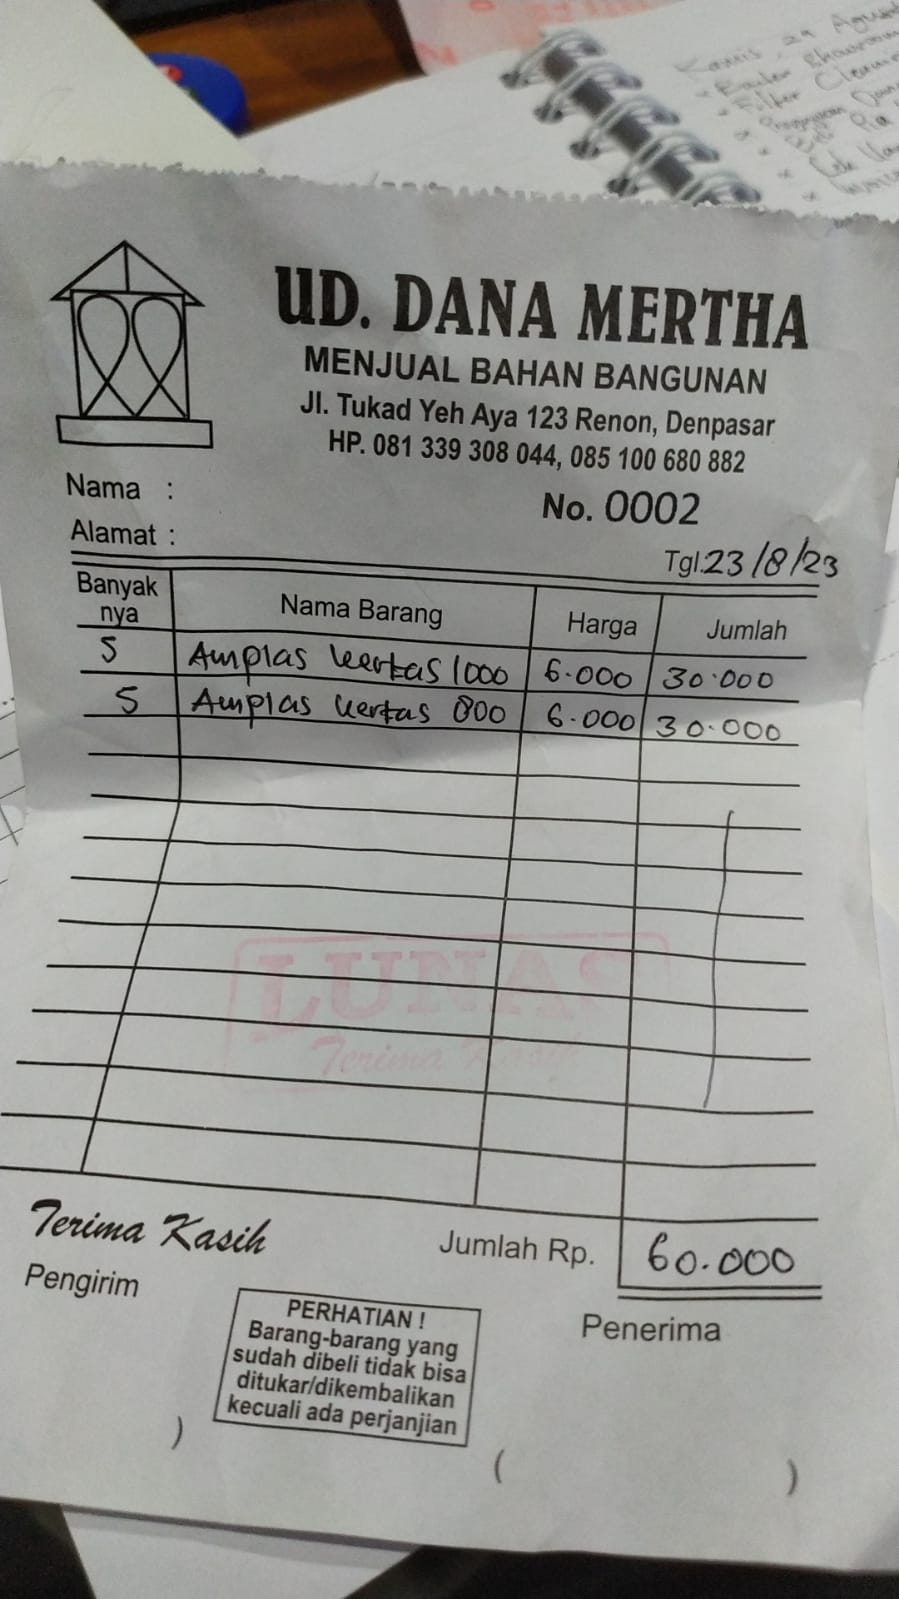 Kamis, 24 Agust
UD. DANA MERTHA
MENJUAL BAHAN BANGUNAN
Jl. Tukad Yeh Aya 123 Renon, Denpasar
HP. 081 339 308 044, 085 100 680 882
Nama :
No. 0002
Alamat :
Tgl. 23/8/23
Banyak nya Nama Barang Harga Jumlah
5 Amplas kertas 1000 6.000 30.000
5 Amplas kertas 800 6.000 30.000
LUNAS
Terima Kasih
Terima Kasih
Jumlah Rp. 60.000
Pengirim
Penerima
PERHATIAN !
Barang-barang yang
sudah dibeli tidak bisa
ditukar/dikembalikan
kecuali ada perjanjian
) ( )